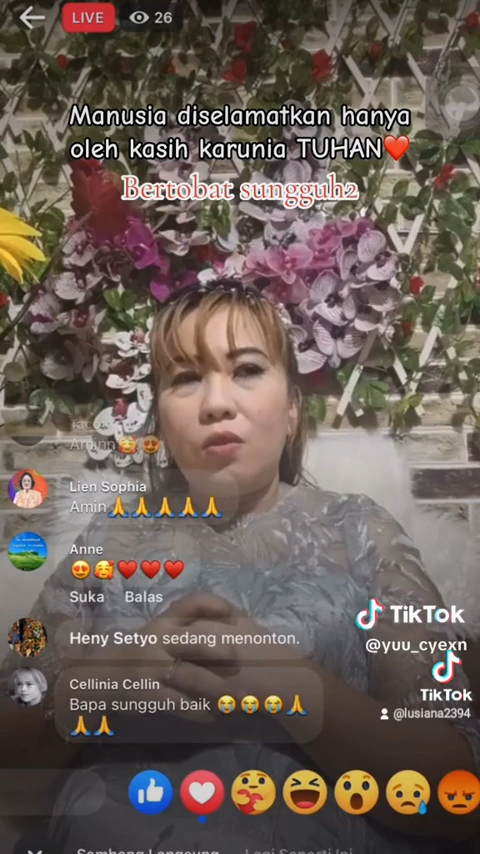 LIVE 26
Manusia diselamatkan hanya
oleh kasih karunia TUHAN❤️
Bertobat sungguh2
Aminn🥰😍
Lien Sophia
Amin🙏🙏🙏🙏🙏
Anne
😍🥰❤️❤️❤️
Suka Balas
Heny Setyo sedang menonton.
TikTok
@yuu_cyexn
Cellinia Cellin
Bapa sungguh baik 😭😭😭🙏
🙏🙏
TikTok
@lusiana2394